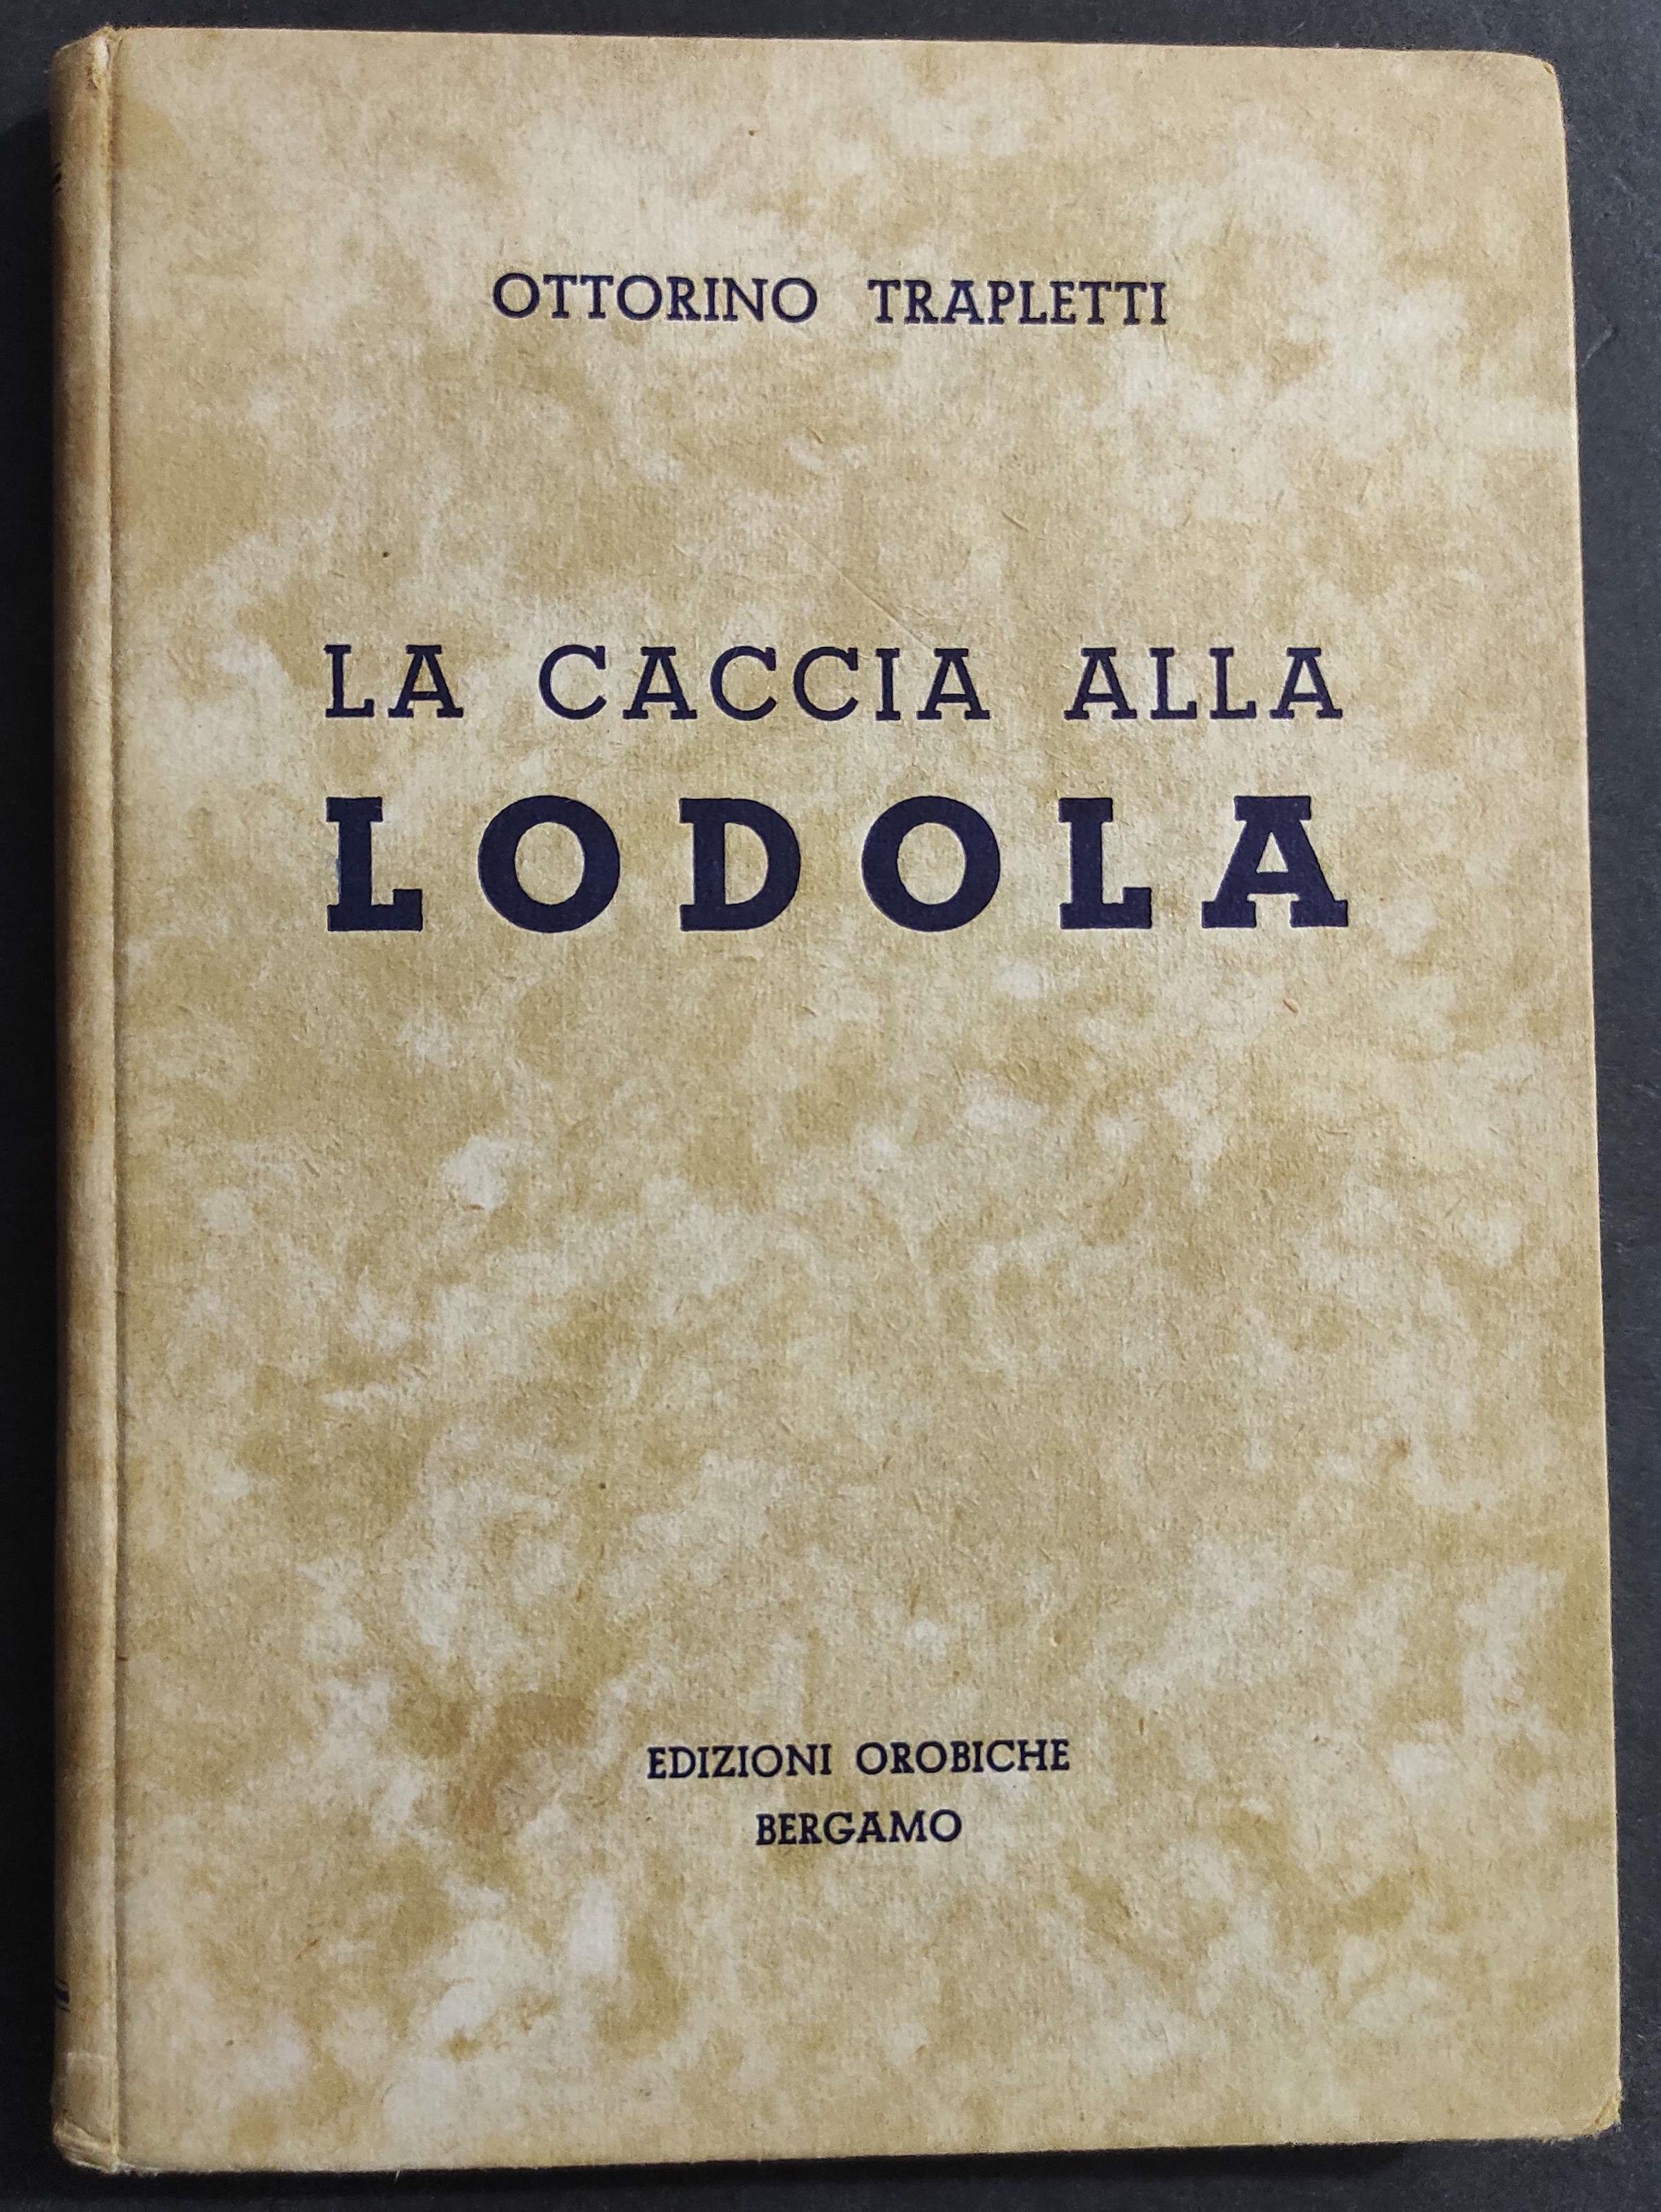 OTTORINO TRAPLETTI
LA CACCIA ALLA
LODOLA
EDIZIONI OROBICHE
BERGAMO